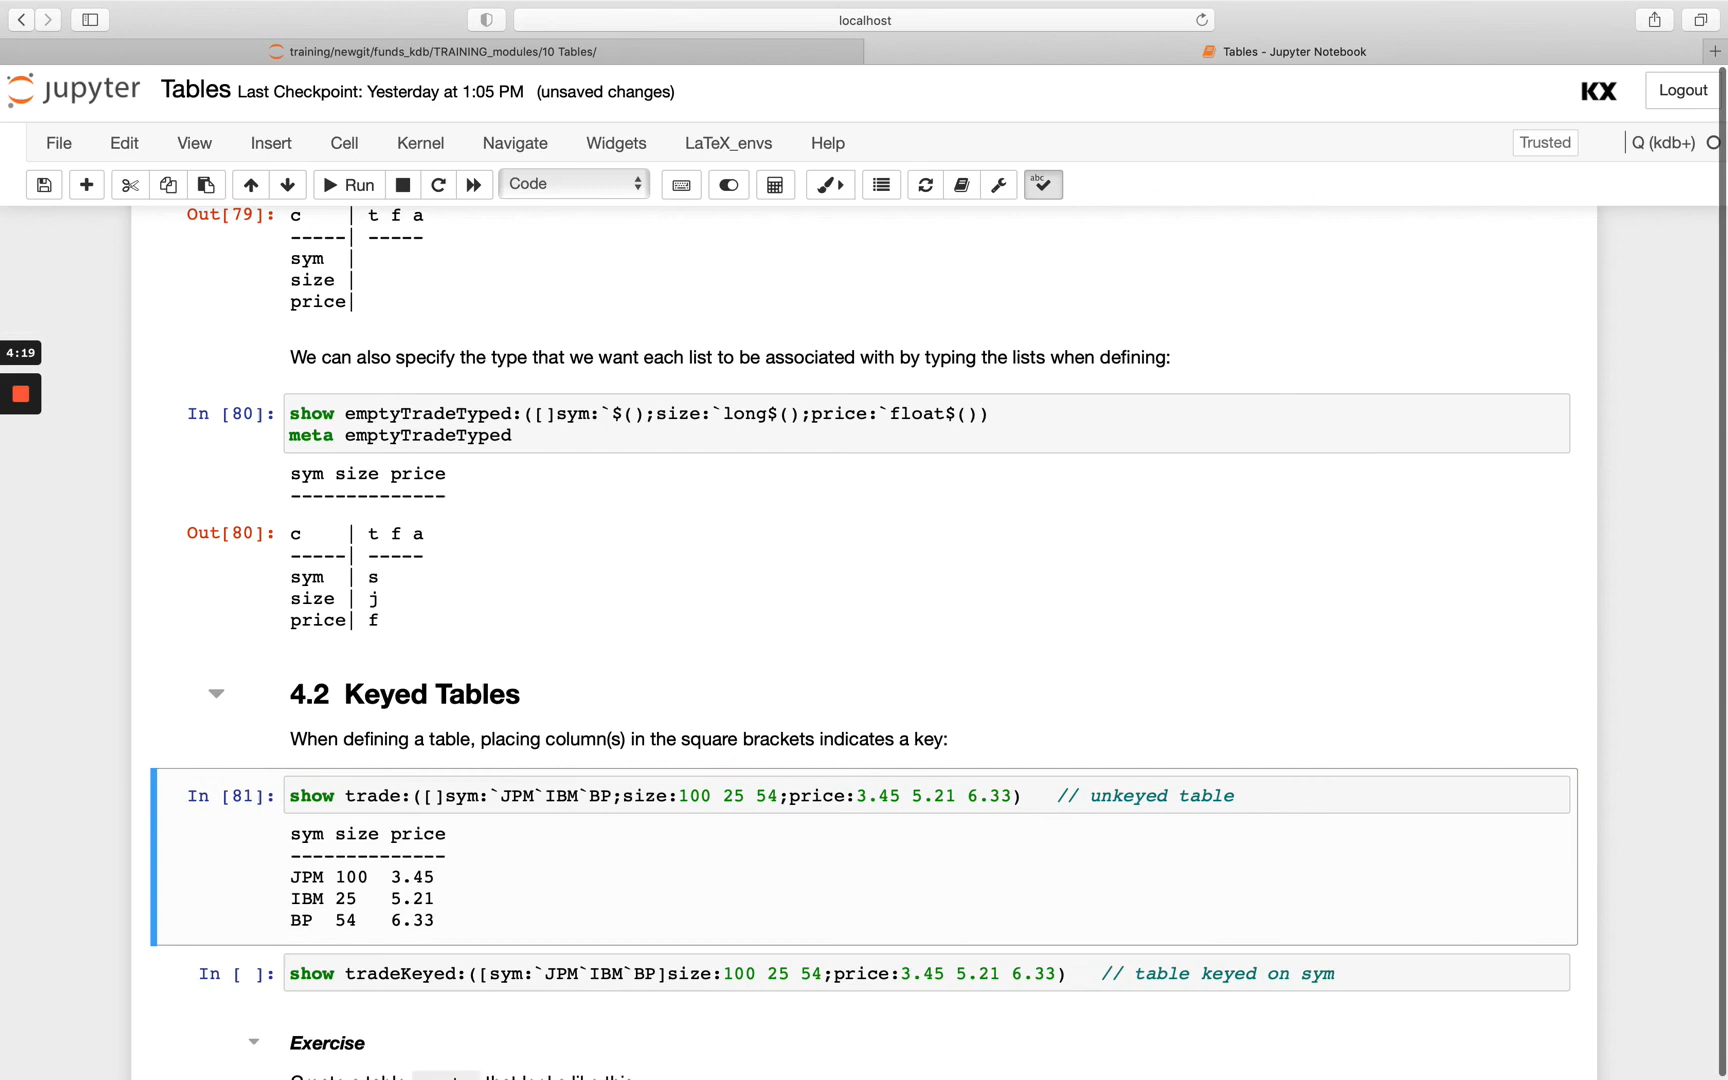 localhost
training/newgit/funds_kdb/TRAINING_modules/10 Tables/
Tables - Jupyter Notebook
jupyter Tables Last Checkpoint: Yesterday at 1:05 PM (unsaved changes)
KX
Logout
File Edit View Insert Cell Kernel Navigate Widgets LaTeX_envs Help
Trusted
Q (kdb+)
Run
Code
abc
Out[79]: c    | t f a
-----| -----
sym  |
size |
price|
4:19
We can also specify the type that we want each list to be associated with by typing the lists when defining:
In [80]: show emptyTradeTyped:([]sym:`$();size:`long$();price:`float$())
meta emptyTradeTyped
sym size price
--------------
Out[80]: c    | t f a
-----| -----
sym  | s
size | j
price| f
4.2 Keyed Tables
When defining a table, placing column(s) in the square brackets indicates a key:
In [81]: show trade:([]sym:`JPM`IBM`BP;size:100 25 54;price:3.45 5.21 6.33)   // unkeyed table
sym size price
--------------
JPM 100  3.45
IBM 25   5.21
BP  54   6.33
In [ ]: show tradeKeyed:([sym:`JPM`IBM`BP]size:100 25 54;price:3.45 5.21 6.33)   // table keyed on sym
Exercise